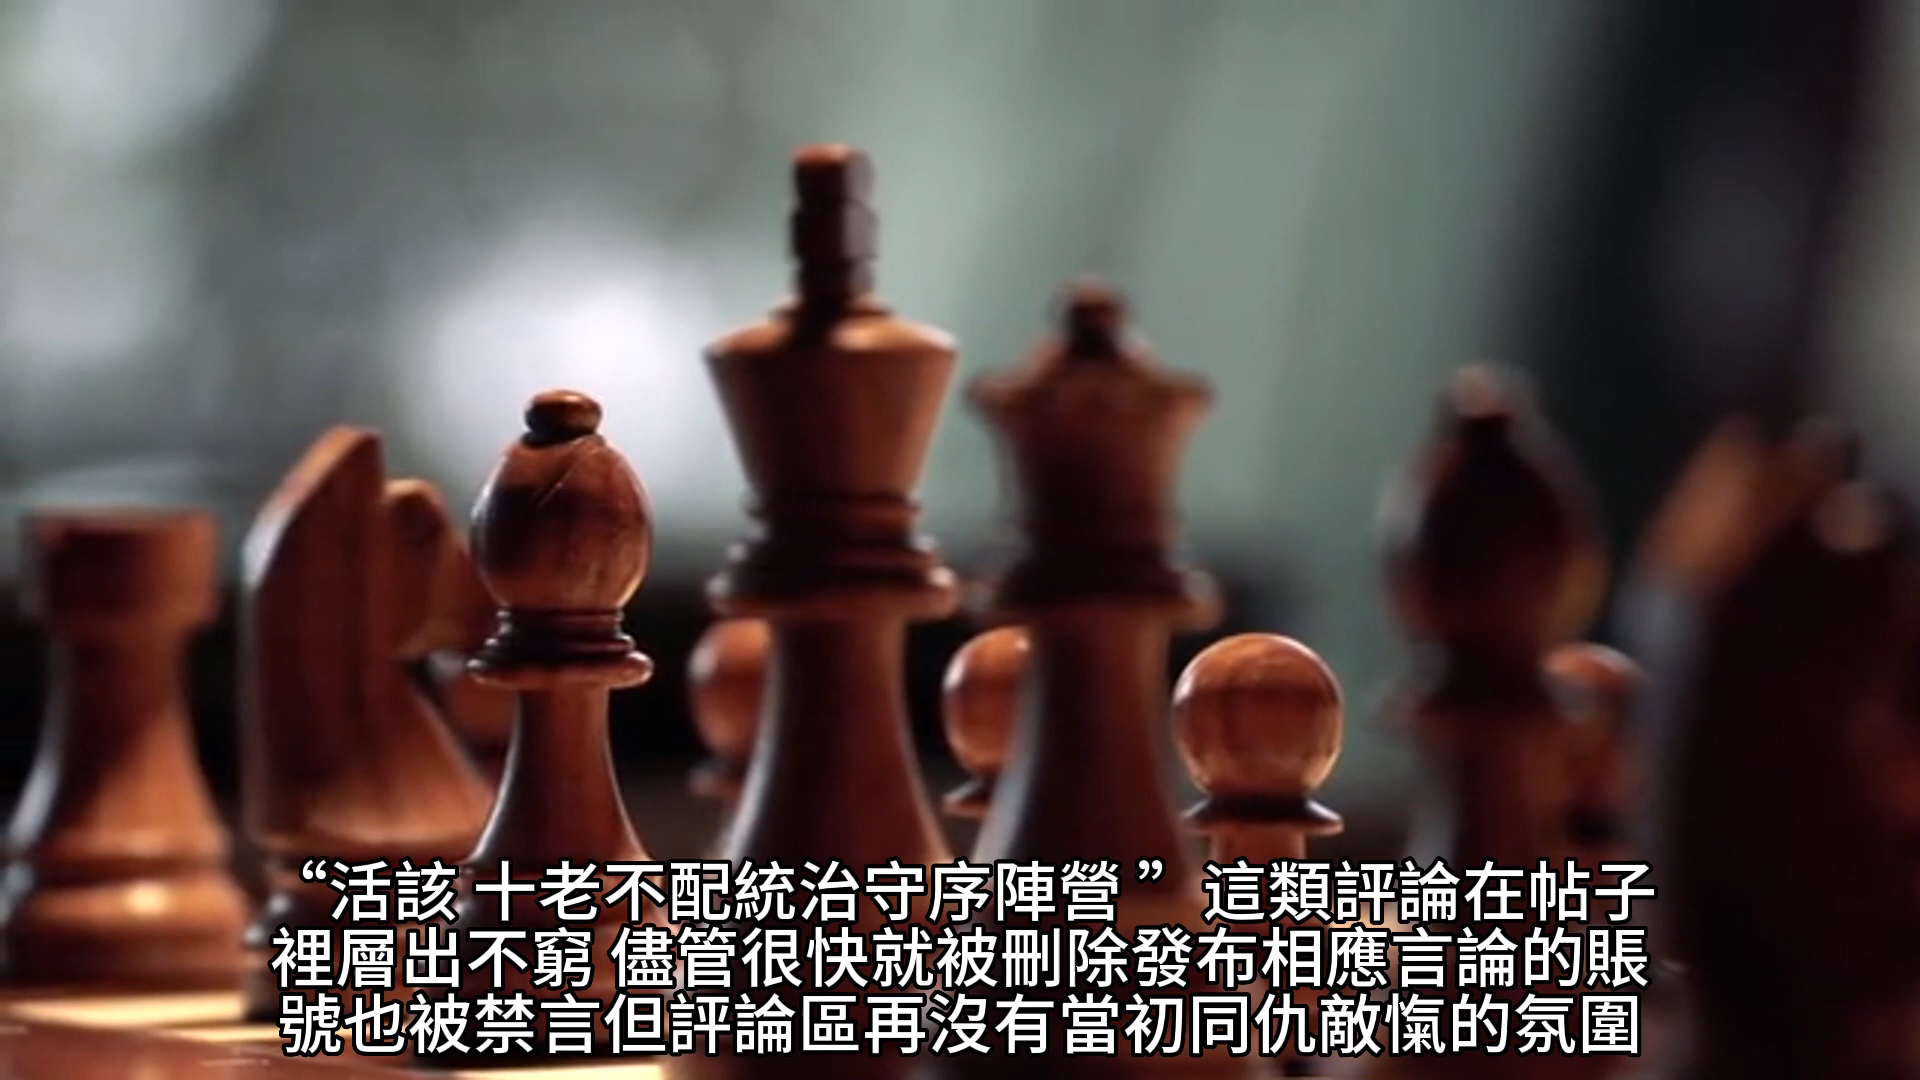 “活該 十老不配統治守序陣營 ” 這類評論在帖子
裡層出不窮 儘管很快就被刪除發布相應言論的賬
號也被禁言但評論區再沒有當初同仇敵愾的氛圍